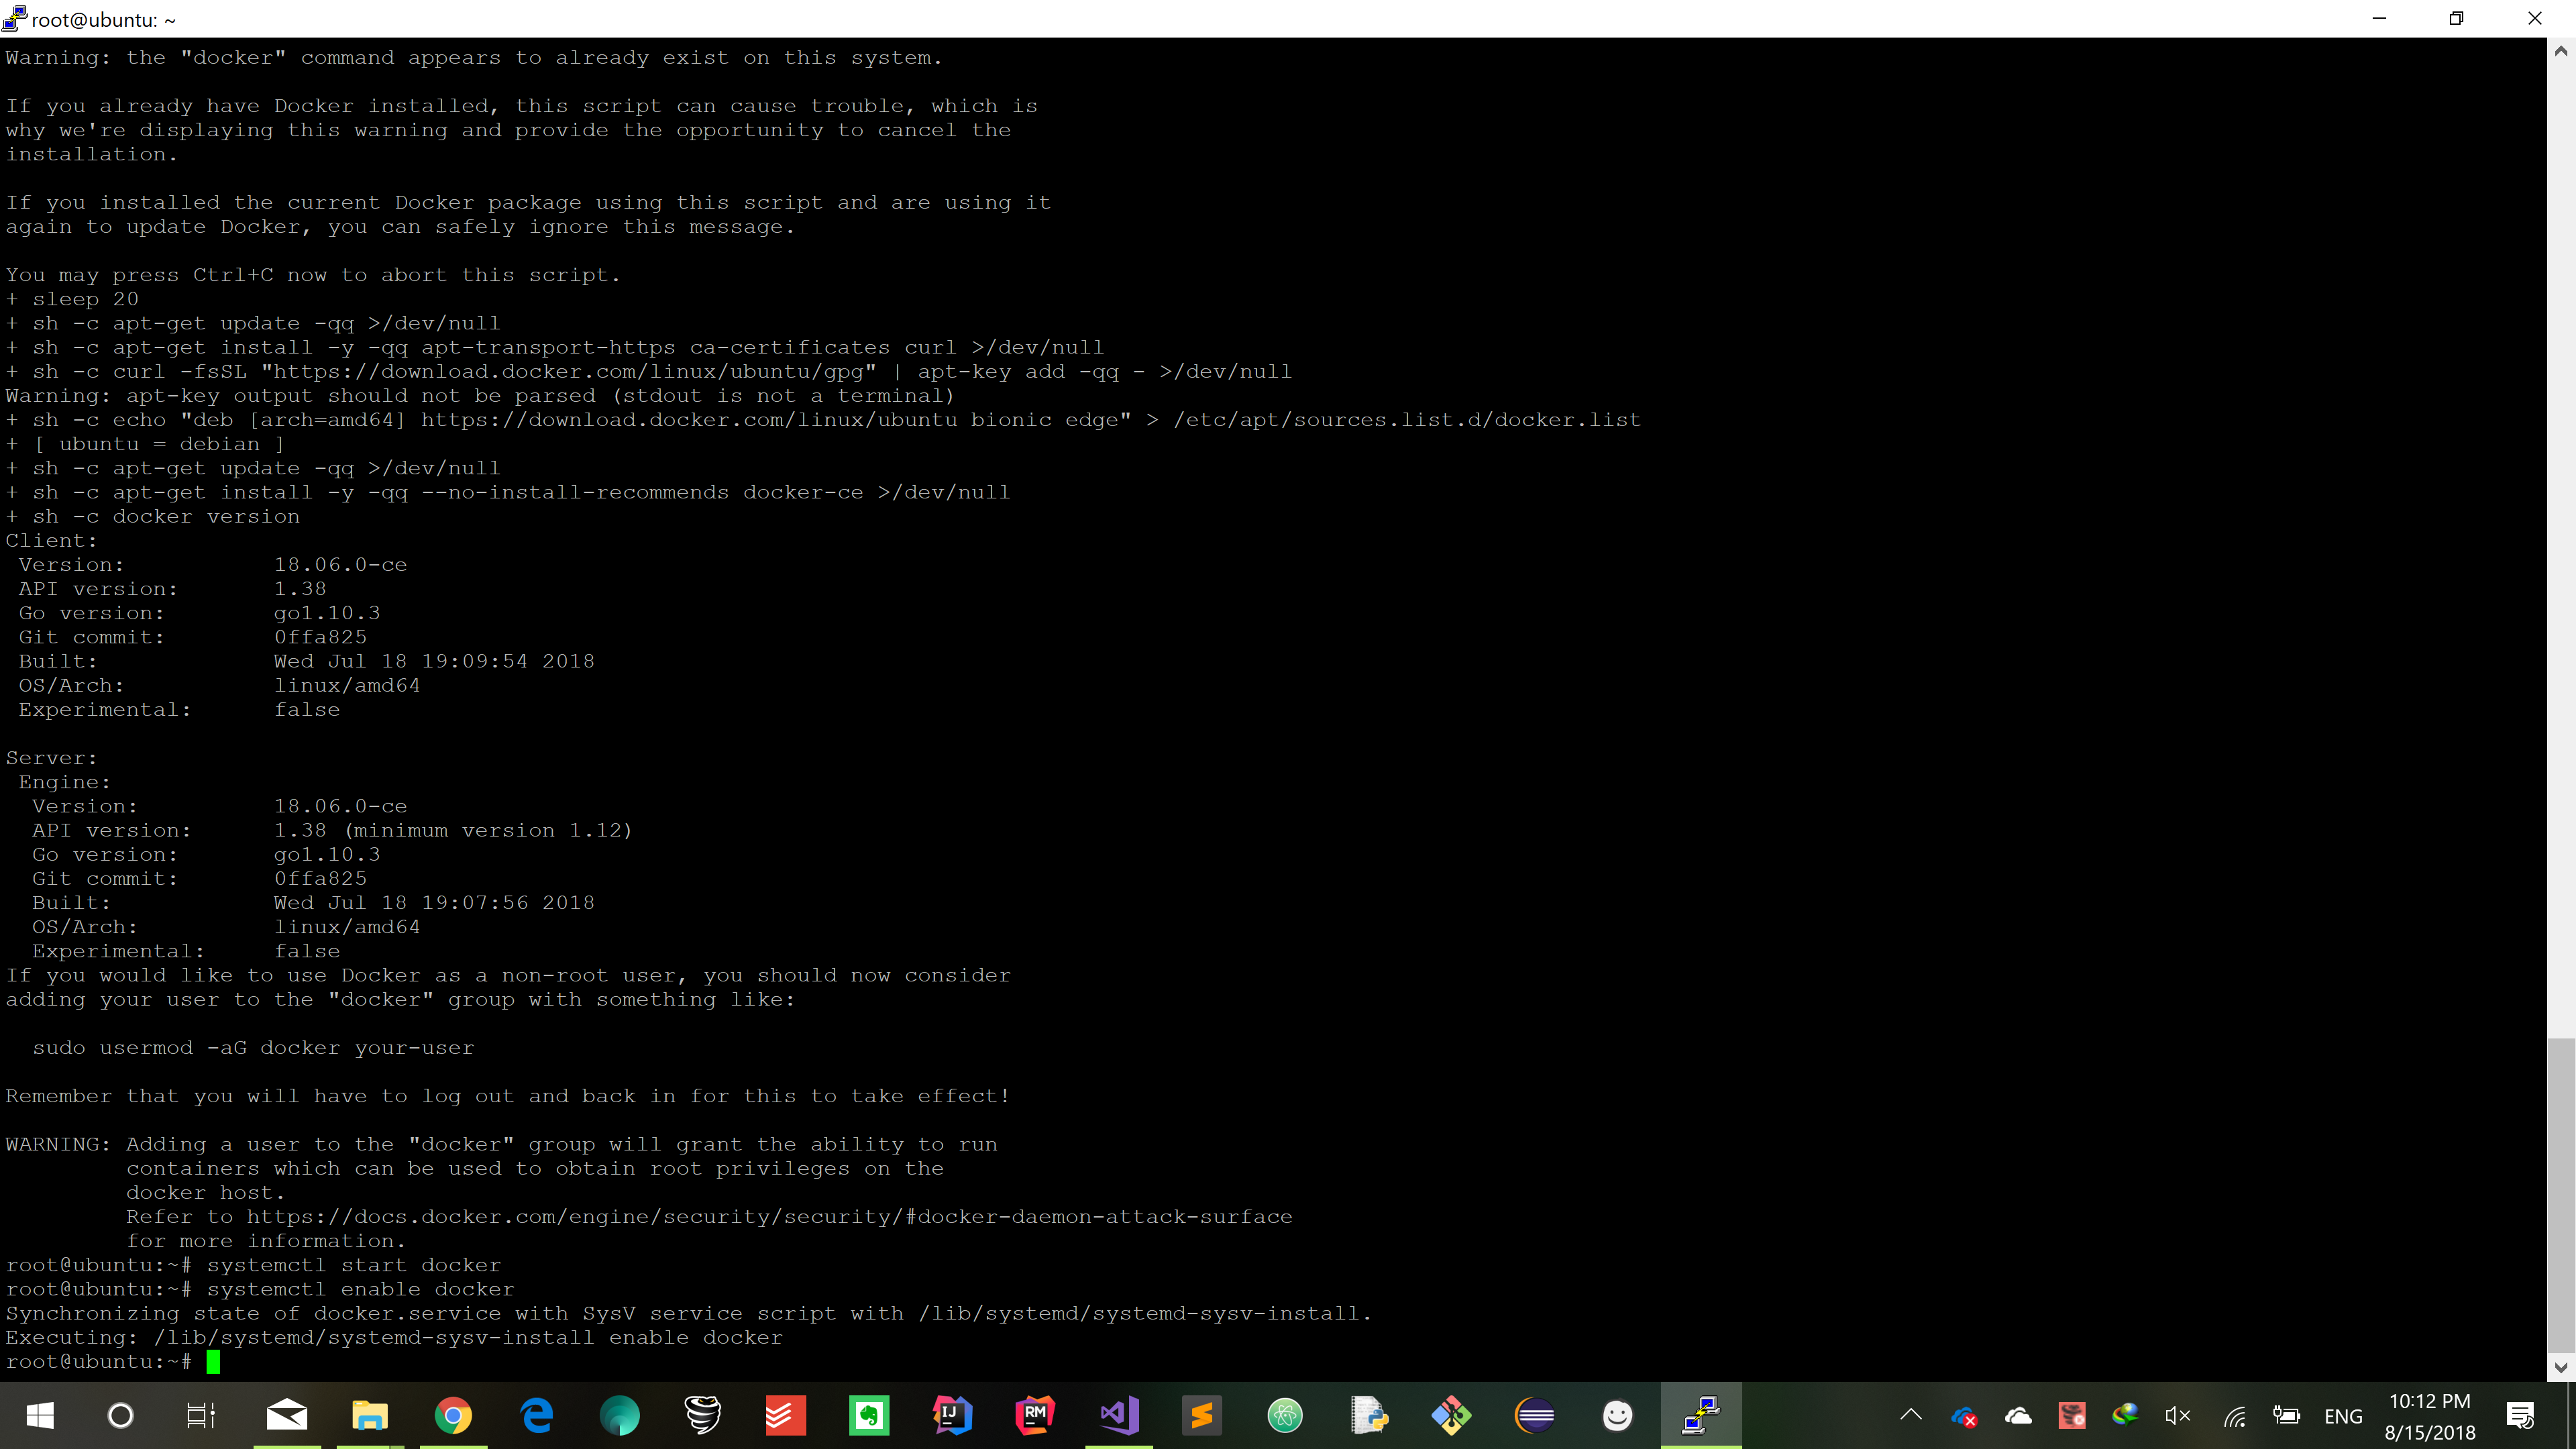 root@ubuntu: ~
Warning: the "docker" command appears to already exist on this system.

If you already have Docker installed, this script can cause trouble, which is
why we're displaying this warning and provide the opportunity to cancel the
installation.

If you installed the current Docker package using this script and are using it
again to update Docker, you can safely ignore this message.

You may press Ctrl+C now to abort this script.
+ sleep 20
+ sh -c apt-get update -qq >/dev/null
+ sh -c apt-get install -y -qq apt-transport-https ca-certificates curl >/dev/null
+ sh -c curl -fsSL "https://download.docker.com/linux/ubuntu/gpg" | apt-key add -qq - >/dev/null
Warning: apt-key output should not be parsed (stdout is not a terminal)
+ sh -c echo "deb [arch=amd64] https://download.docker.com/linux/ubuntu bionic edge" > /etc/apt/sources.list.d/docker.list
+ [ ubuntu = debian ]
+ sh -c apt-get update -qq >/dev/null
+ sh -c apt-get install -y -qq --no-install-recommends docker-ce >/dev/null
+ sh -c docker version
Client:
 Version:           18.06.0-ce
 API version:       1.38
 Go version:        go1.10.3
 Git commit:        0ffa825
 Built:             Wed Jul 18 19:09:54 2018
 OS/Arch:           linux/amd64
 Experimental:      false

Server:
 Engine:
  Version:          18.06.0-ce
  API version:      1.38 (minimum version 1.12)
  Go version:       go1.10.3
  Git commit:       0ffa825
  Built:            Wed Jul 18 19:07:56 2018
  OS/Arch:          linux/amd64
  Experimental:     false
If you would like to use Docker as a non-root user, you should now consider
adding your user to the "docker" group with something like:

  sudo usermod -aG docker your-user

Remember that you will have to log out and back in for this to take effect!

WARNING: Adding a user to the "docker" group will grant the ability to run
         containers which can be used to obtain root privileges on the
         docker host.
         Refer to https://docs.docker.com/engine/security/security/#docker-daemon-attack-surface
         for more information.
root@ubuntu:~# systemctl start docker
root@ubuntu:~# systemctl enable docker
Synchronizing state of docker.service with SysV service script with /lib/systemd/systemd-sysv-install.
Executing: /lib/systemd/systemd-sysv-install enable docker
root@ubuntu:~#
IJ
RM
ENG
10:12 PM
8/15/2018